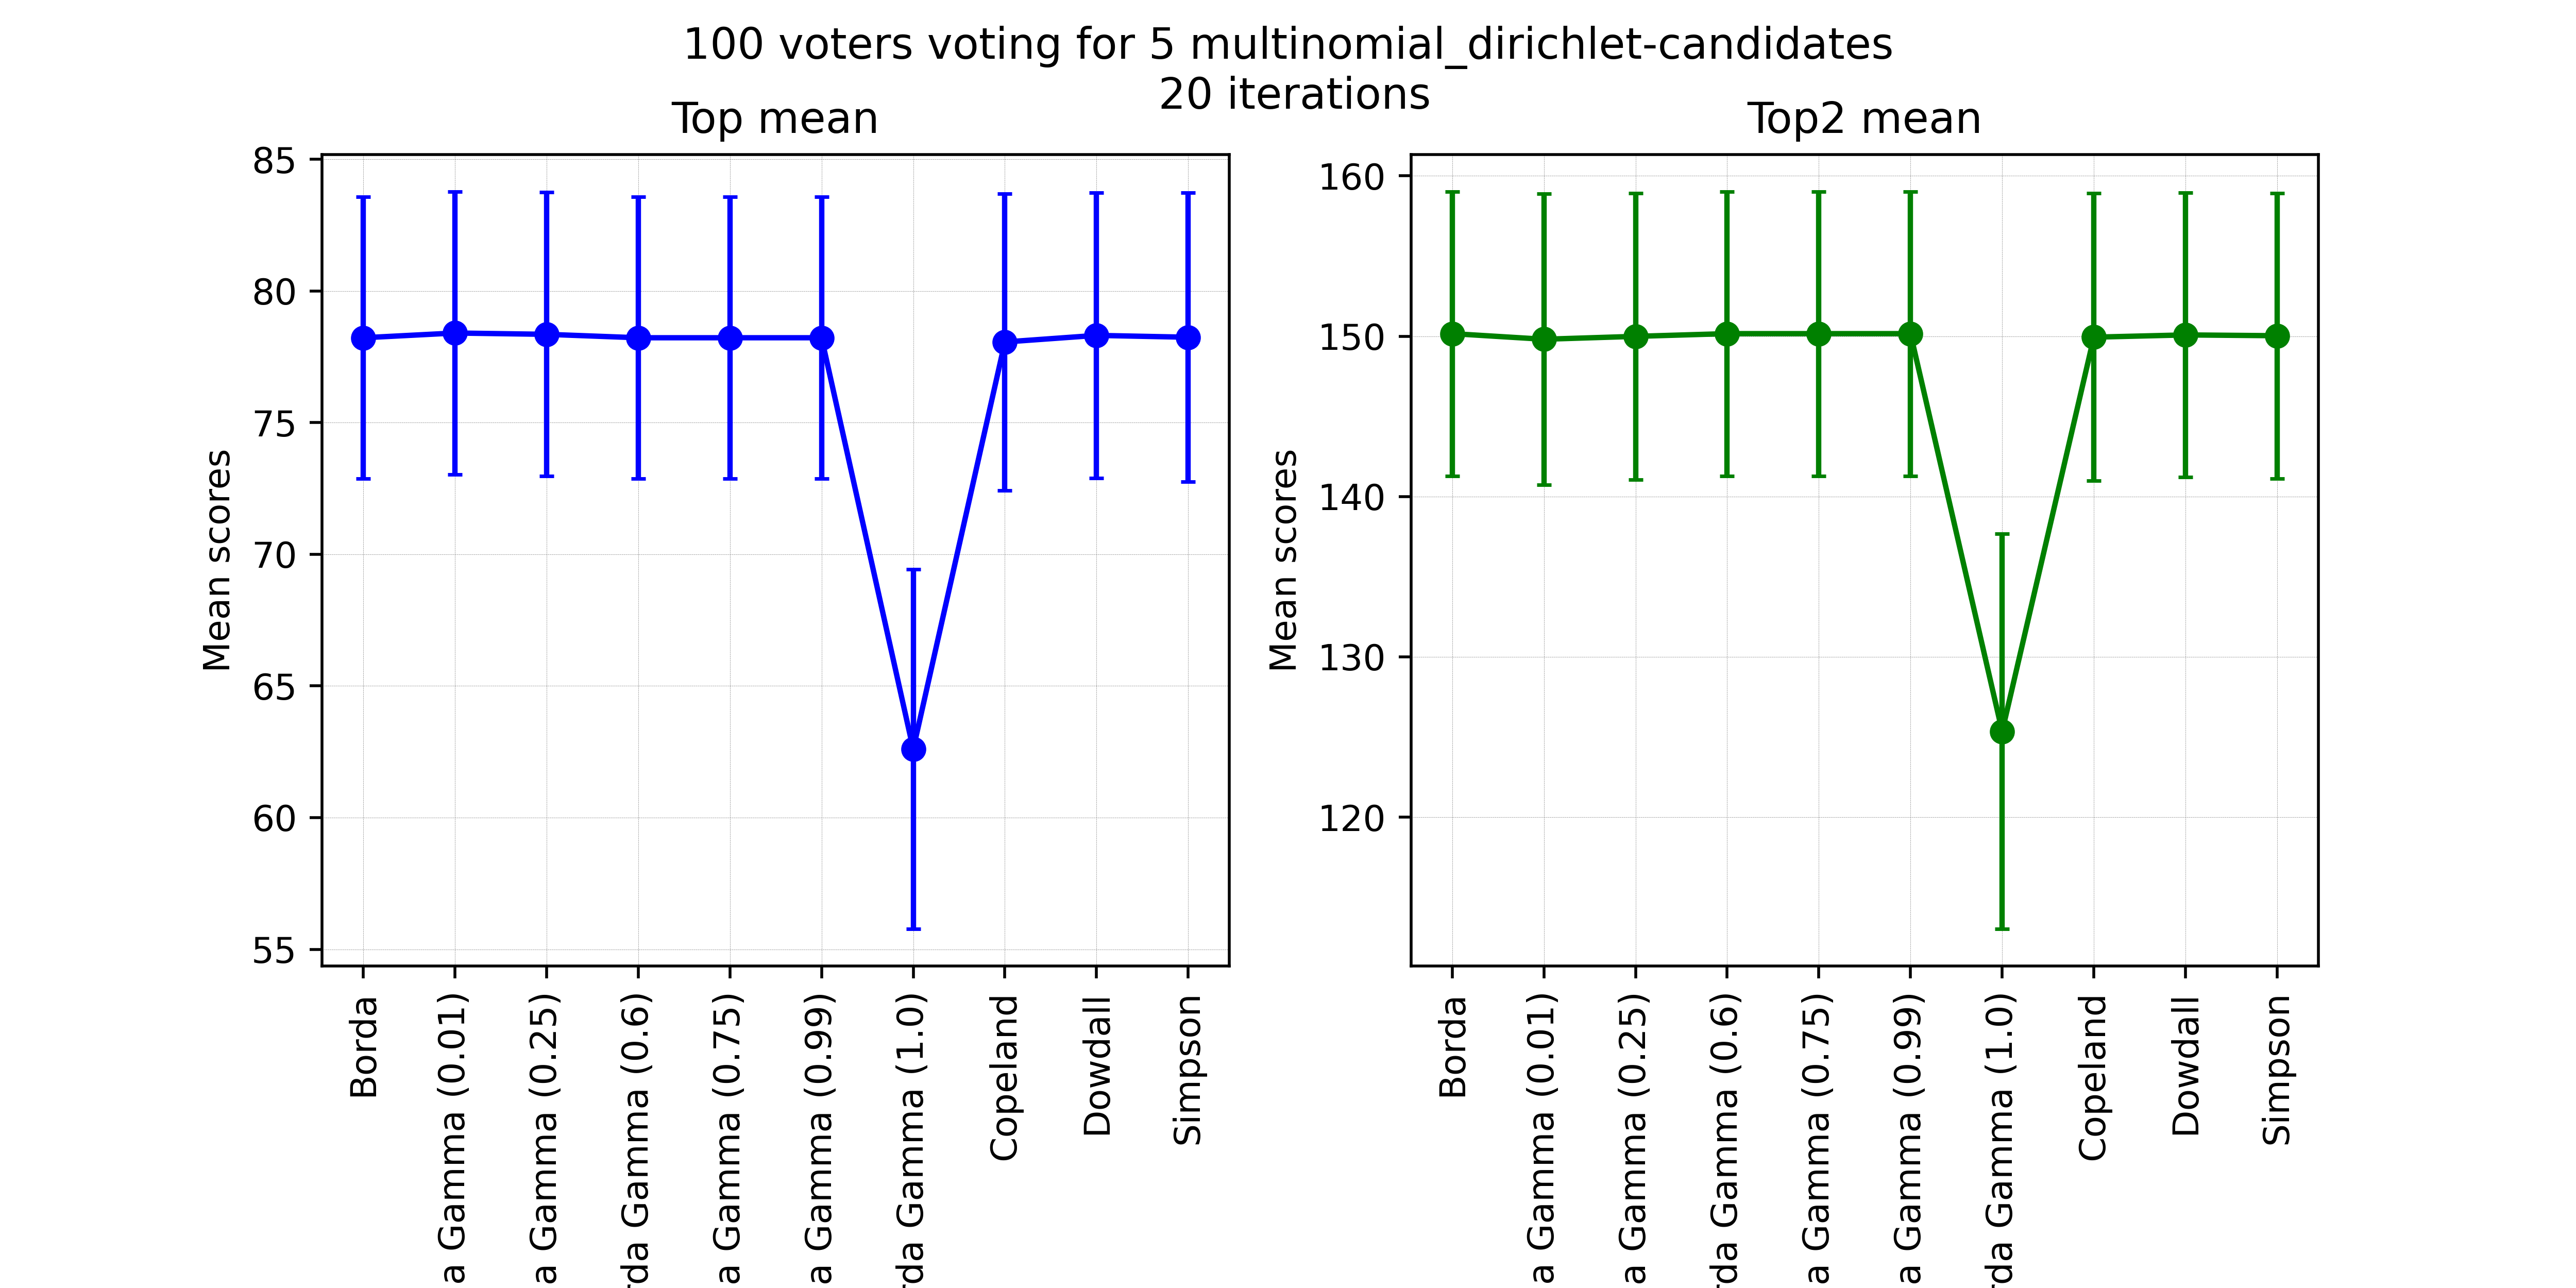 100 voters voting for 5 multinomial_dirichlet-candidates
20 iterations
Top mean
Mean scores
85
80
75
70
65
60
55
Borda
a Gamma (0.01)
a Gamma (0.25)
rda Gamma (0.6)
a Gamma (0.75)
a Gamma (0.99)
rda Gamma (1.0)
Copeland
Dowdall
Simpson
Top2 mean
Mean scores
160
150
140
130
120
Borda
a Gamma (0.01)
a Gamma (0.25)
rda Gamma (0.6)
a Gamma (0.75)
a Gamma (0.99)
rda Gamma (1.0)
Copeland
Dowdall
Simpson